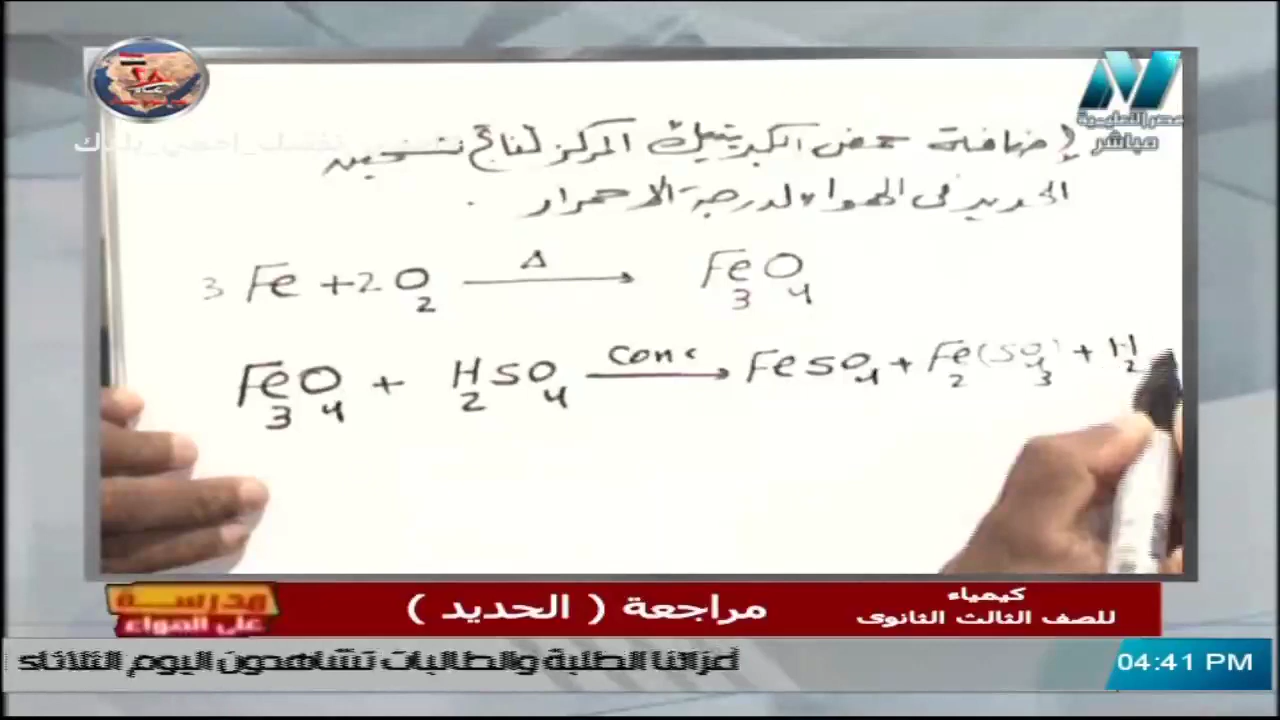 مصر التعليمية
مباشر
إضافة حمض الكبريتيك المركز لناتج تسخين
الحديد في الهواء لدرجة الاحمرار .
3 Fe + 2 O2 Δ→ Fe3O4
Fe3O4 + H2SO4 conc→ FeSO4 + Fe2(SO4)3 + H2
مدرسة
على الهواء
مراجعة ( الحديد )
كيمياء
للصف الثالث الثانوى
أعزائنا الطلبة والطالبات تشاهدون اليوم الثلاثاء
04:41 PM